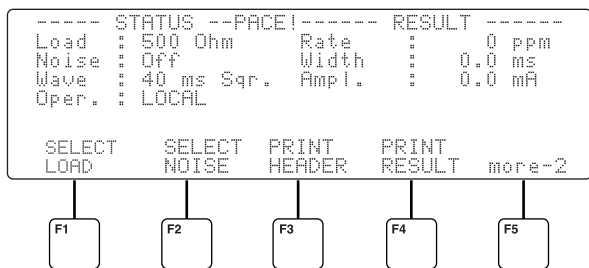 ----- STATUS --PACE!------ RESULT -----
Load : 500 Ohm Rate : 0 ppm
Noise : Off Width : 0.0 ms
Wave : 40 ms Sqr. Ampl. : 0.0 mA
Oper. : LOCAL
SELECT SELECT PRINT PRINT
LOAD NOISE HEADER RESULT more-2
F1 F2 F3 F4 F5